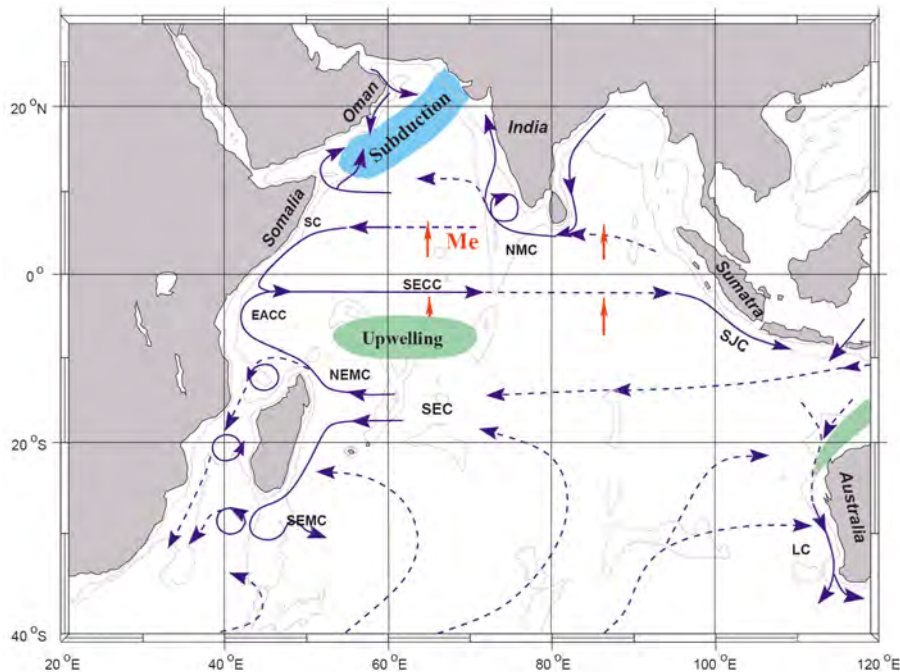 20 °N
0°
20 °S
40 °S
20 °E
40 °E
60 °E
80 °E
100 °E
120 °E
Oman
Subduction
India
Somalia
SC
Me
NMC
SECC
EACC
Upwelling
Sumatra
SJC
NEMC
SEC
SEMC
Australia
LC